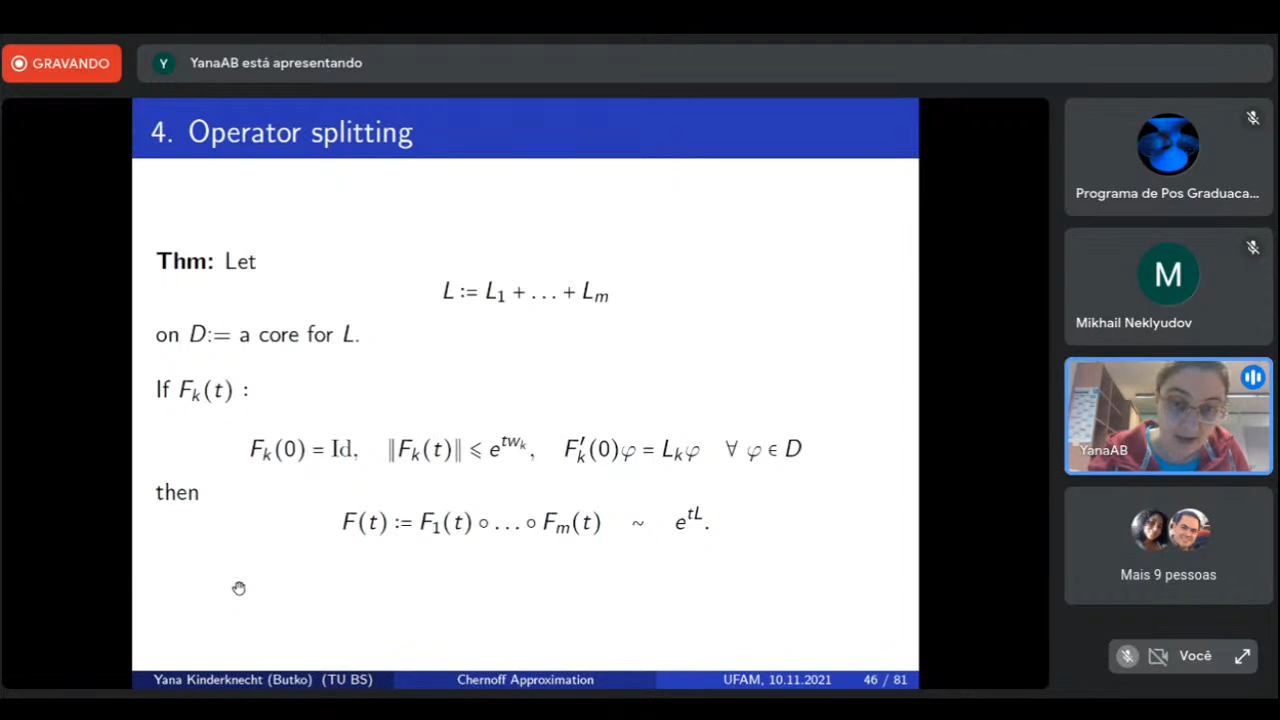 GRAVANDO
Y YanaAB está apresentando
4. Operator splitting
Thm: Let
L := L₁ + . . . + Lₘ
on D:= a core for L.
If Fₖ(t) :
Fₖ(0) = Id, ‖Fₖ(t)‖ ⩽ e^{twₖ}, F′ₖ(0)φ = Lₖφ ∀ φ ∈ D
then
F(t) := F₁(t) ∘ . . . ∘ Fₘ(t) ~ e^{tL}.
Yana Kinderknecht (Butko) (TU BS) Chernoff Approximation UFAM, 10.11.2021 46 / 81
Programa de Pos Graduaca...
M
Mikhail Neklyudov
YanaAB
Mais 9 pessoas
Você